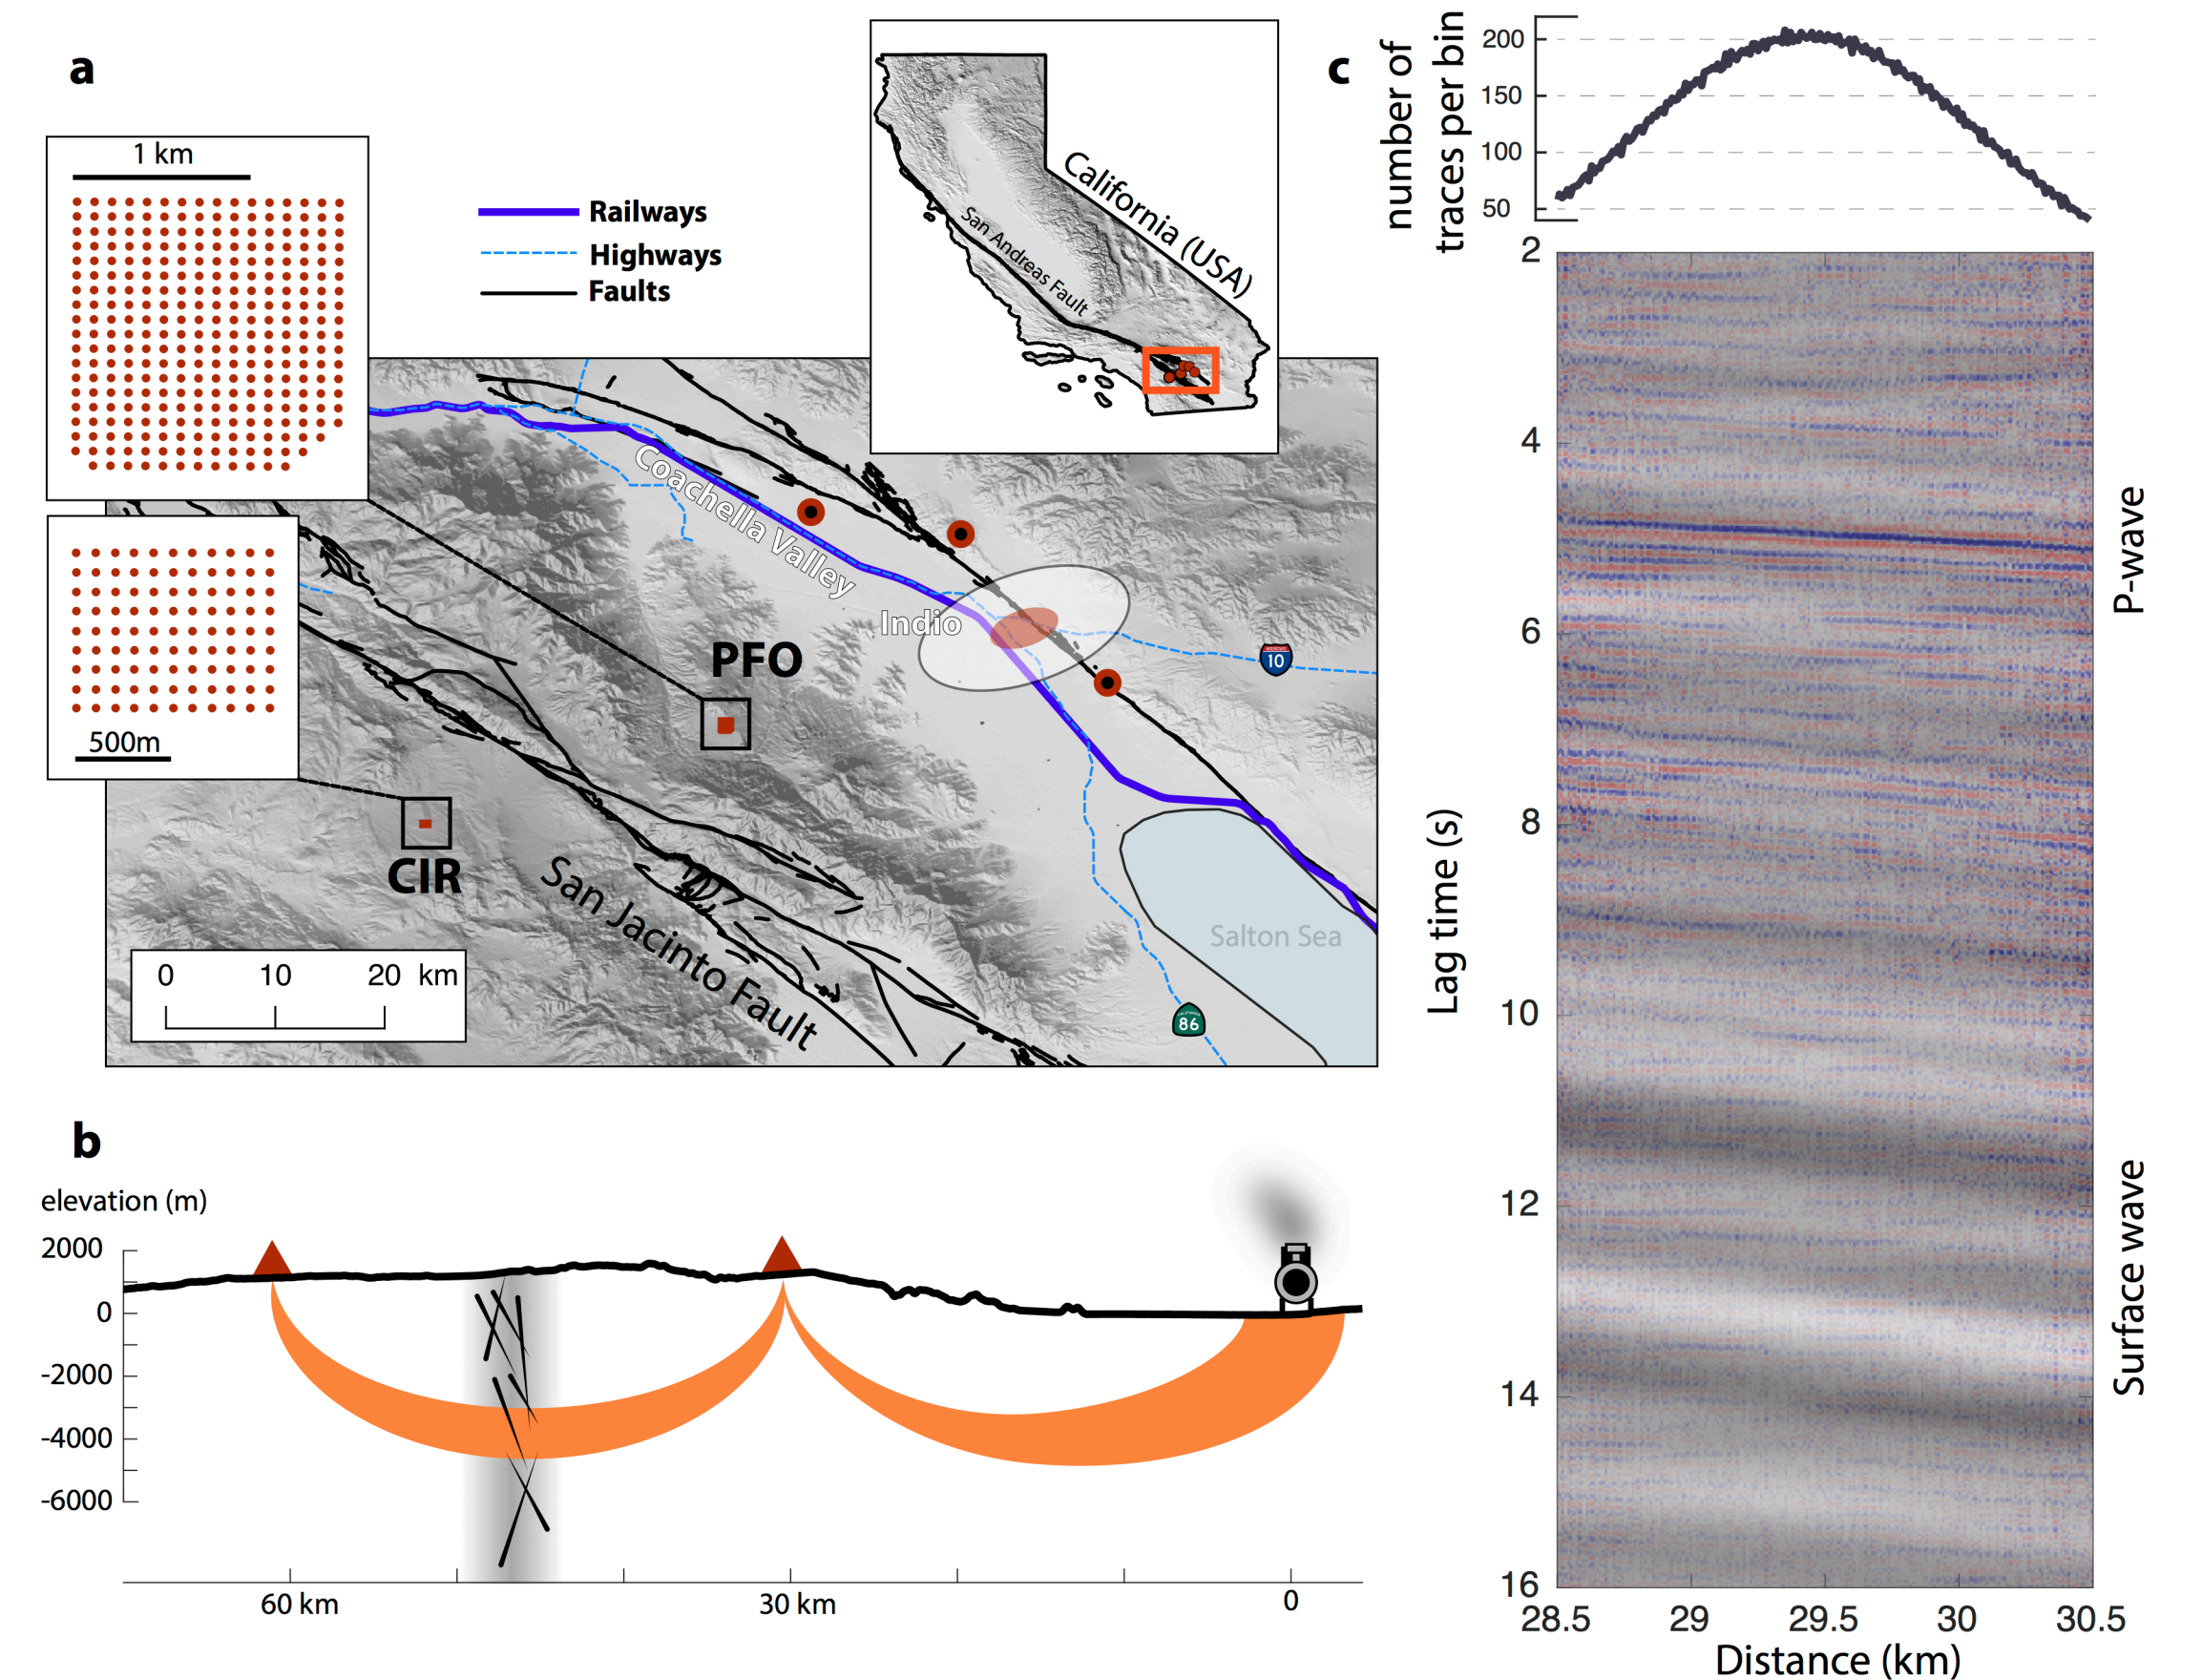 a
1 km
500m
Railways
Highways
Faults
California (USA)
San Andreas Fault
Coachella Valley
Indio
PFO
CIR
San Jacinto Fault
Salton Sea
INTERSTATE
10
CALIFORNIA
86
0 10 20 km
b
elevation (m)
2000
0
-2000
-4000
-6000
60 km 30 km 0
c
number of
traces per bin
200
150
100
50
Lag time (s)
2
4
6
8
10
12
14
16
P-wave
Surface wave
28.5 29 29.5 30 30.5
Distance (km)